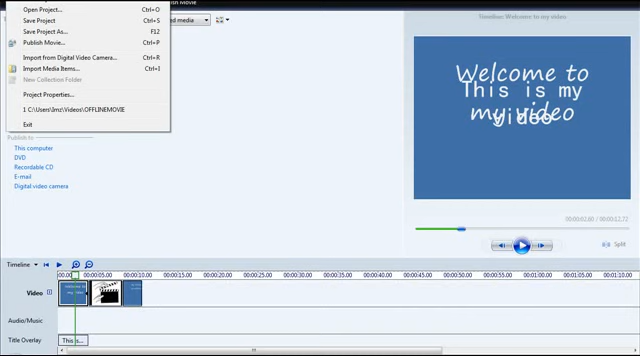 Open Project... Ctrl+O
Save Project Ctrl+S
Save Project As... F12
Publish Movie... Ctrl+P
Import from Digital Video Camera... Ctrl+R
Import Media Items... Ctrl+I
New Collection Folder
Project Properties...
1 C:\Users\lms\Videos\OFFLINEMOVIE
Exit
Publish to
This computer
DVD
Recordable CD
E-mail
Digital video camera
Timeline: Welcome to my video
Welcome to
my video
This is my
video
00:00:02,80 / 00:00:12,72
Split
Timeline
00:00:05.00 00:00:10.00 00:00:15.00 00:00:20.00 00:00:25.00 00:00:30.00 00:00:35.00 00:00:40.00 00:00:45.00 00:00:50.00 00:00:55.00 00:01:00.00 00:01:05.00 00:01:10.00
Video
Welcome to
my video
Audio/Music
Title Overlay
This is...